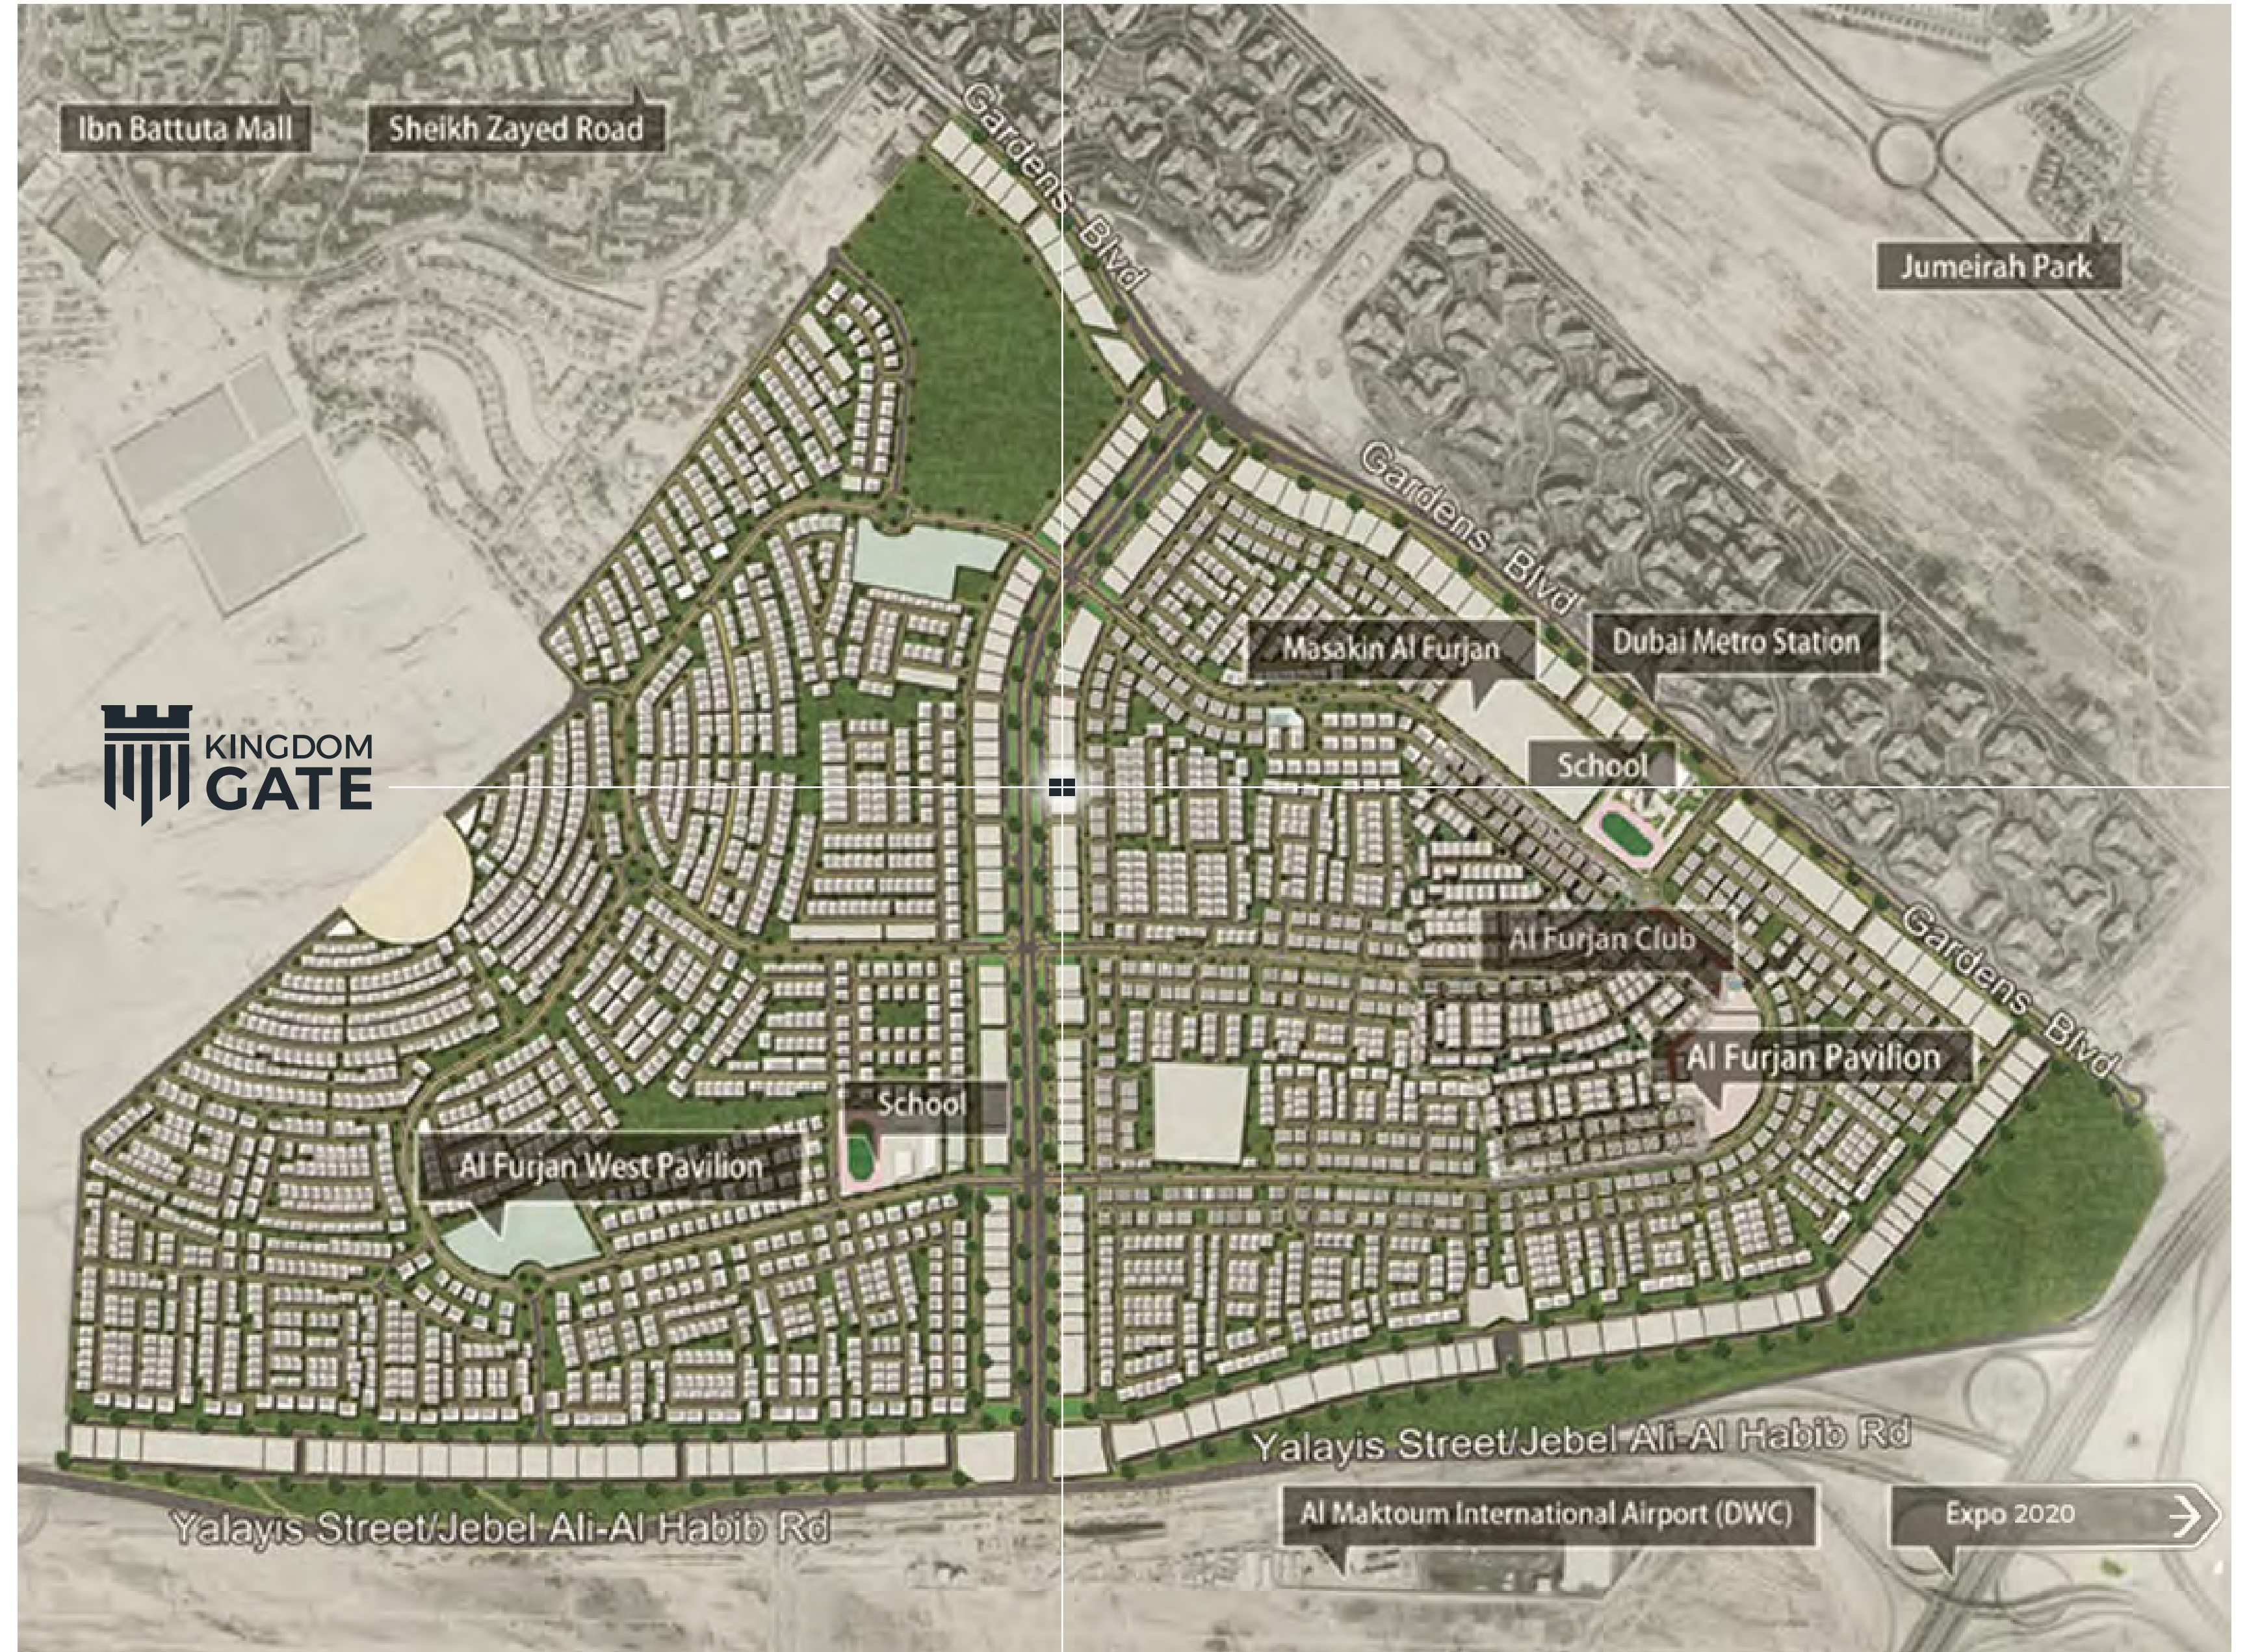 Ibn Battuta Mall
Sheikh Zayed Road
Gardens Blvd
Jumeirah Park
Gardens Blvd
Masakin Al Furjan
Dubai Metro Station
KINGDOM
GATE
School
Al Furjan Club
Gardens Blvd
Al Furjan Pavilion
School
Al Furjan West Pavilion
Yalayis Street/Jebel Ali-Al Habib Rd
Yalayis Street/Jebel Ali-Al Habib Rd
Al Maktoum International Airport (DWC)
Expo 2020